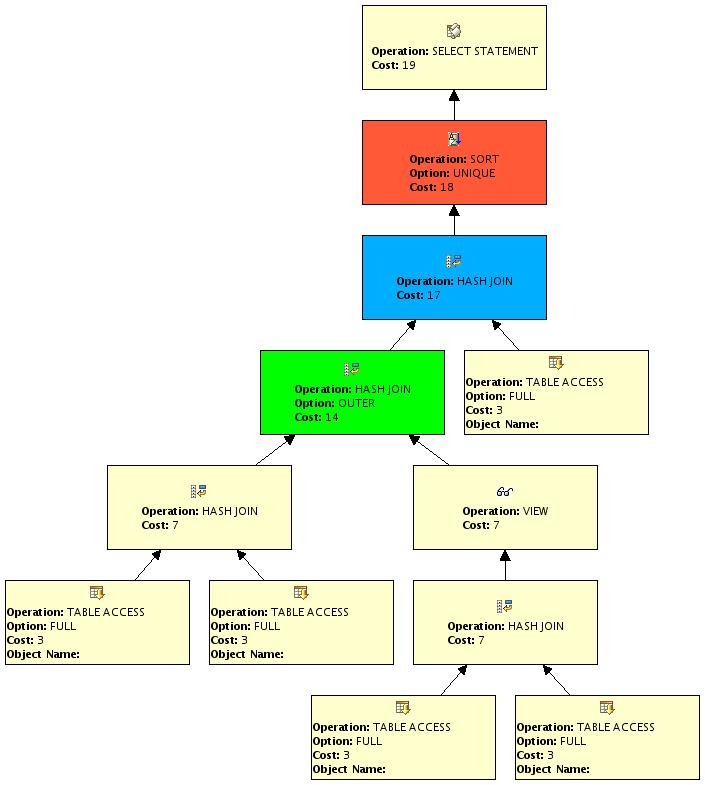 Operation: SELECT STATEMENT
Cost: 19
Operation: SORT
Option: UNIQUE
Cost: 18
Operation: HASH JOIN
Cost: 17
Operation: HASH JOIN
Option: OUTER
Cost: 14
Operation: TABLE ACCESS
Option: FULL
Cost: 3
Object Name:
Operation: HASH JOIN
Cost: 7
Operation: VIEW
Cost: 7
Operation: TABLE ACCESS
Option: FULL
Cost: 3
Object Name:
Operation: TABLE ACCESS
Option: FULL
Cost: 3
Object Name:
Operation: HASH JOIN
Cost: 7
Operation: TABLE ACCESS
Option: FULL
Cost: 3
Object Name:
Operation: TABLE ACCESS
Option: FULL
Cost: 3
Object Name: